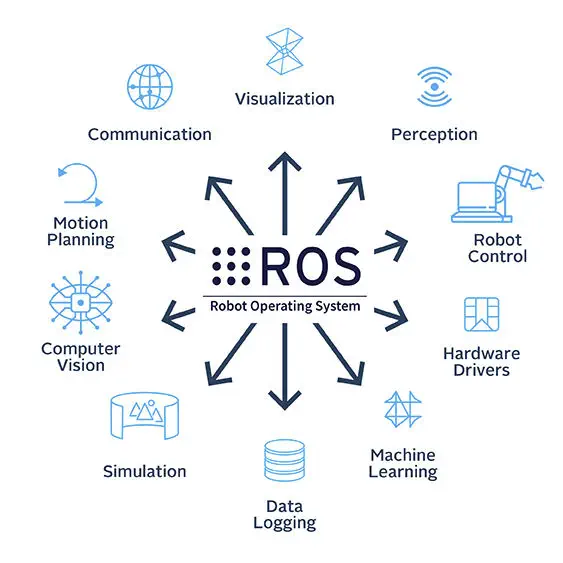 Visualization
Communication
Perception
Motion
Planning
Robot
Control
ROS
Robot Operating System
Computer
Vision
Hardware
Drivers
Simulation
Machine
Learning
Data
Logging